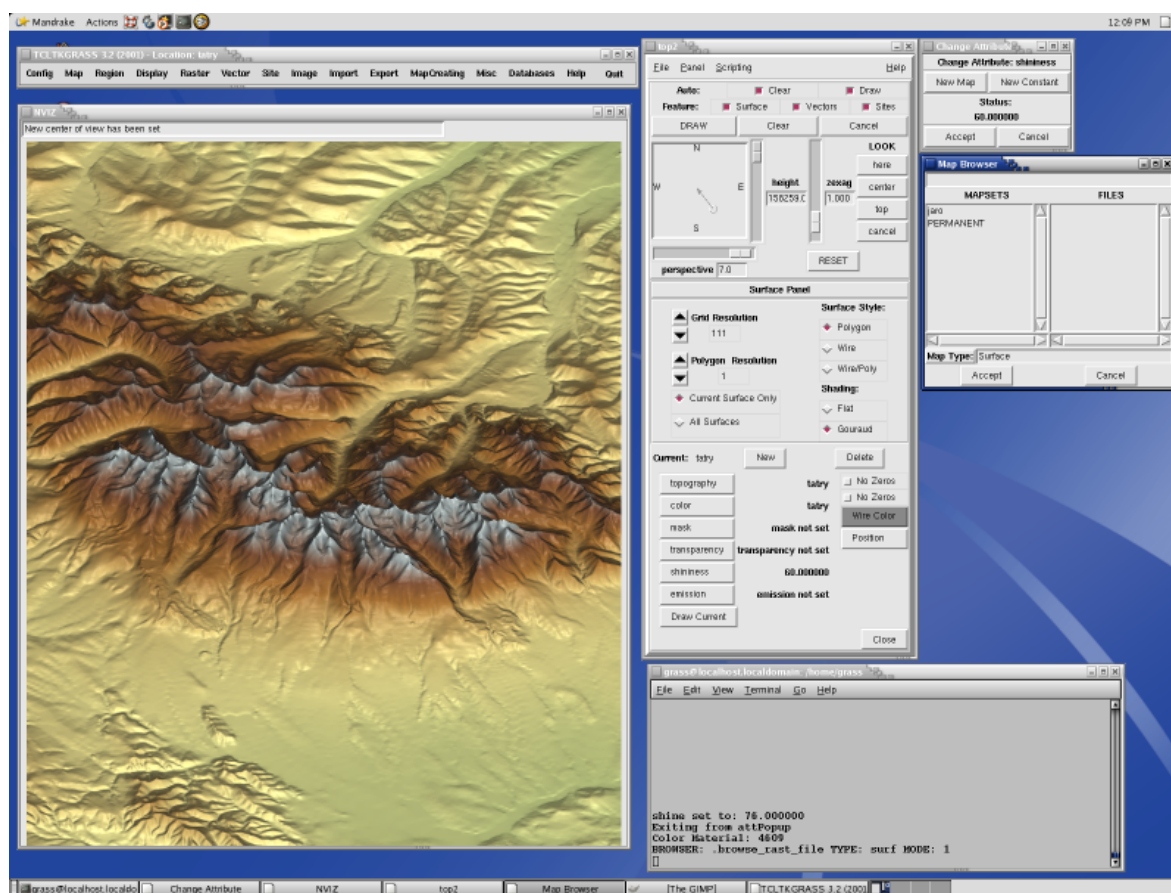 Mandrake Actions 12:09 PM
TCLTKGRASS 3.2 (2001) - Location: tatry
Config Map Region Display Raster Vector Site Image Import Export MapCreating Misc Databases Help Quit
NVIZ
New center of view has been set
top2
File Panel Scripting Help
Auto: Clear Draw
Feature: Surface Vectors Sites
DRAW Clear Cancel
N
W E
S
height
156259.0
zexag
1.000
LOOK
here
center
top
cancel
perspective 7.0
RESET
Surface Panel
Grid Resolution
111
Polygon Resolution
1
Current Surface Only
All Surfaces
Surface Style:
Polygon
Wire
Wire/Poly
Shading:
Flat
Gouraud
Current: tatry New Delete
topography tatry No Zeros
color tatry No Zeros
mask mask not set Wire Color
transparency transparency not set Position
shininess 60.000000
emission emission not set
Draw Current
Close
Change Attribute
Change Attribute: shininess
New Map New Constant
Status:
60.000000
Accept Cancel
Map Browser
MAPSETS FILES
jaro
PERMANENT
Map Type: Surface
Accept Cancel
grass@localhost.localdomain: /home/grass
File Edit View Terminal Go Help
shine set to: 76.000000
Exiting from attPopup
Color Material: 4609
BROWSER: .browse_rast_file TYPE: surf MODE: 1
grass@localhost.localdo Change Attribute NVIZ top2 Map Browser [The GIMP] TCLTKGRASS 3.2 (2001)